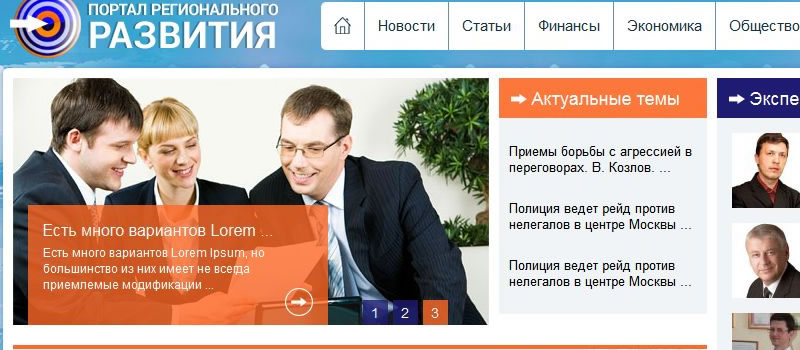 ПОРТАЛ РЕГИОНАЛЬНОГО
РАЗВИТИЯ
Новости
Статьи
Финансы
Экономика
Общество
Есть много вариантов Lorem ...
Есть много вариантов Lorem Ipsum, но
большинство из них имеет не всегда
приемлемые модификации ...
1 2 3
Актуальные темы
Приемы борьбы с агрессией в
переговорах. В. Козлов. ...
Полиция ведет рейд против
нелегалов в центре Москвы ...
Полиция ведет рейд против
нелегалов в центре Москвы ...
Экспе